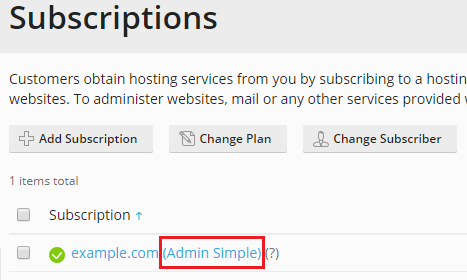 Subscriptions
Customers obtain hosting services from you by subscribing to a hosting
websites. To administer websites, mail or any other services provided
Add Subscription Change Plan Change Subscriber
1 items total
Subscription ↑
example.com (Admin Simple) (?)